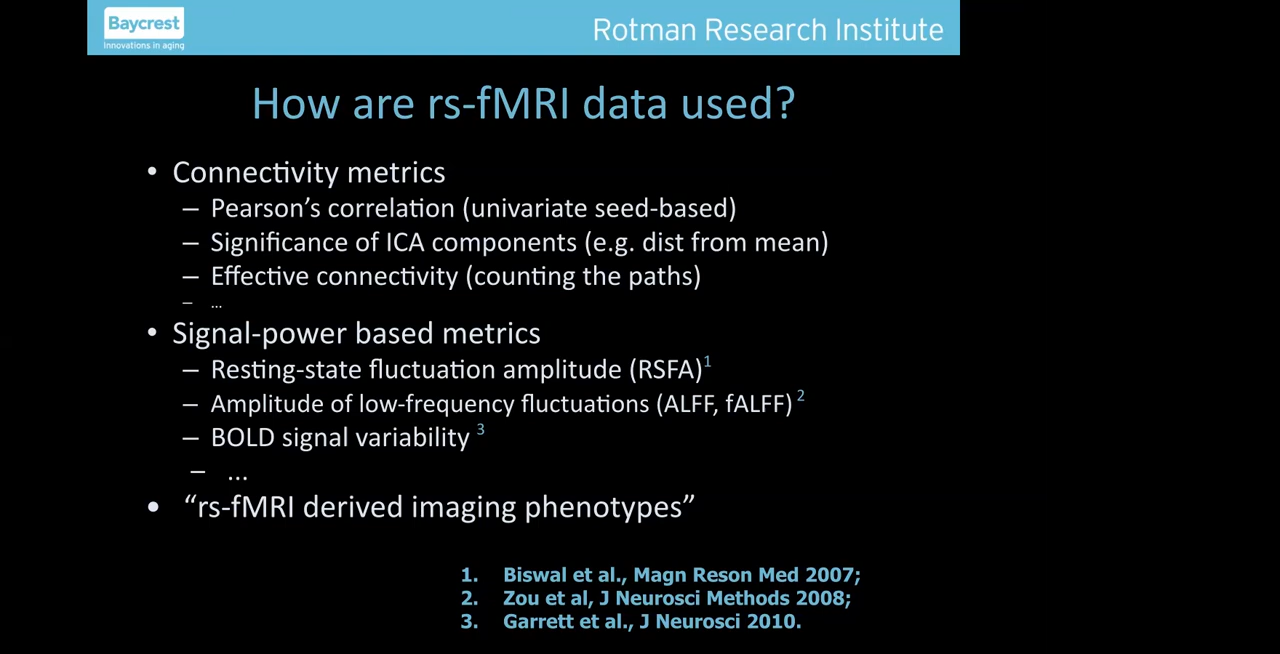 Baycrest
Innovations in aging
Rotman Research Institute
How are rs-fMRI data used?
• Connectivity metrics
– Pearson’s correlation (univariate seed-based)
– Significance of ICA components (e.g. dist from mean)
– Effective connectivity (counting the paths)
– ...
• Signal-power based metrics
– Resting-state fluctuation amplitude (RSFA)1
– Amplitude of low-frequency fluctuations (ALFF, fALFF) 2
– BOLD signal variability 3
– ...
• “rs-fMRI derived imaging phenotypes”
1. Biswal et al., Magn Reson Med 2007;
2. Zou et al, J Neurosci Methods 2008;
3. Garrett et al., J Neurosci 2010.